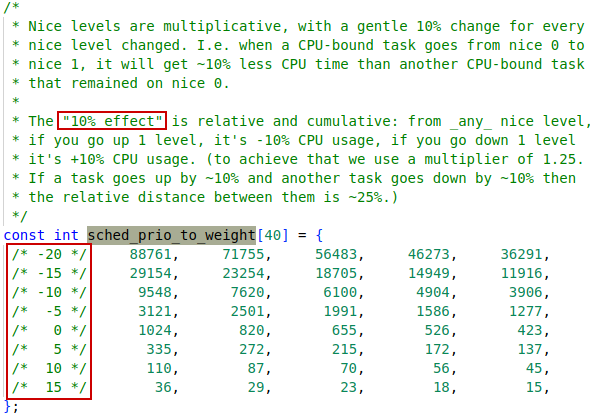 /*
 * Nice levels are multiplicative, with a gentle 10% change for every
 * nice level changed. I.e. when a CPU-bound task goes from nice 0 to
 * nice 1, it will get ~10% less CPU time than another CPU-bound task
 * that remained on nice 0.
 *
 * The "10% effect" is relative and cumulative: from _any_ nice level,
 * if you go up 1 level, it's -10% CPU usage, if you go down 1 level
 * it's +10% CPU usage. (to achieve that we use a multiplier of 1.25.
 * If a task goes up by ~10% and another task goes down by ~10% then
 * the relative distance between them is ~25%.)
 */
const int sched_prio_to_weight[40] = {
 /* -20 */     88761,     71755,     56483,     46273,     36291,
 /* -15 */     29154,     23254,     18705,     14949,     11916,
 /* -10 */      9548,      7620,      6100,      4904,      3906,
 /*  -5 */      3121,      2501,      1991,      1586,      1277,
 /*   0 */      1024,       820,       655,       526,       423,
 /*   5 */       335,       272,       215,       172,       137,
 /*  10 */       110,        87,        70,        56,        45,
 /*  15 */        36,        29,        23,        18,        15,
};